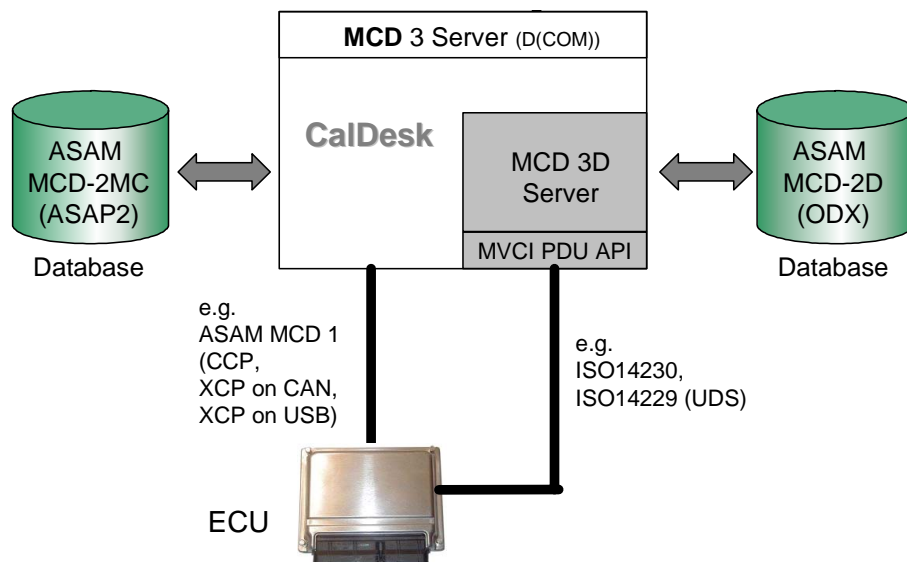 MCD 3 Server (D(COM))
CalDesk
MCD 3D
Server
MVCI PDU API
ASAM
MCD-2MC
(ASAP2)
Database
ASAM
MCD-2D
(ODX)
Database
e.g.
ASAM MCD 1
(CCP,
XCP on CAN,
XCP on USB)
e.g.
ISO14230,
ISO14229 (UDS)
ECU